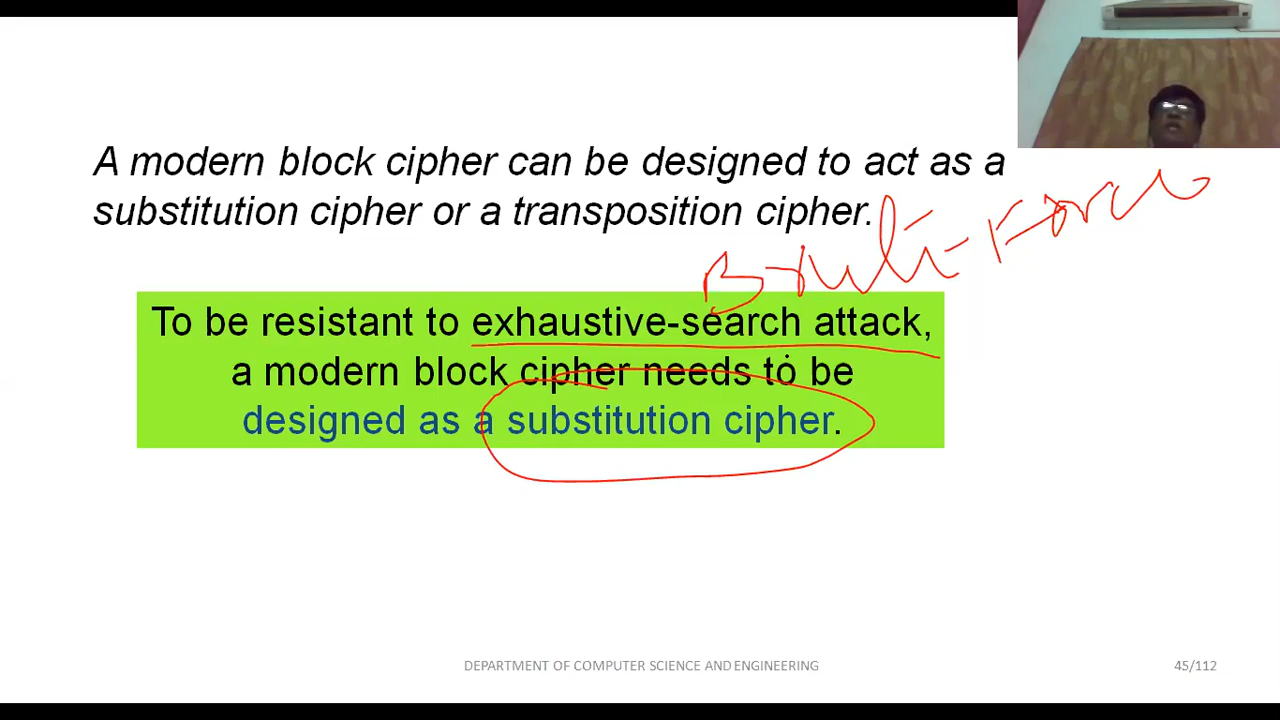 A modern block cipher can be designed to act as a
substitution cipher or a transposition cipher.
Brute-Force
To be resistant to exhaustive-search attack,
a modern block cipher needs to be
designed as a substitution cipher.
DEPARTMENT OF COMPUTER SCIENCE AND ENGINEERING
45/112